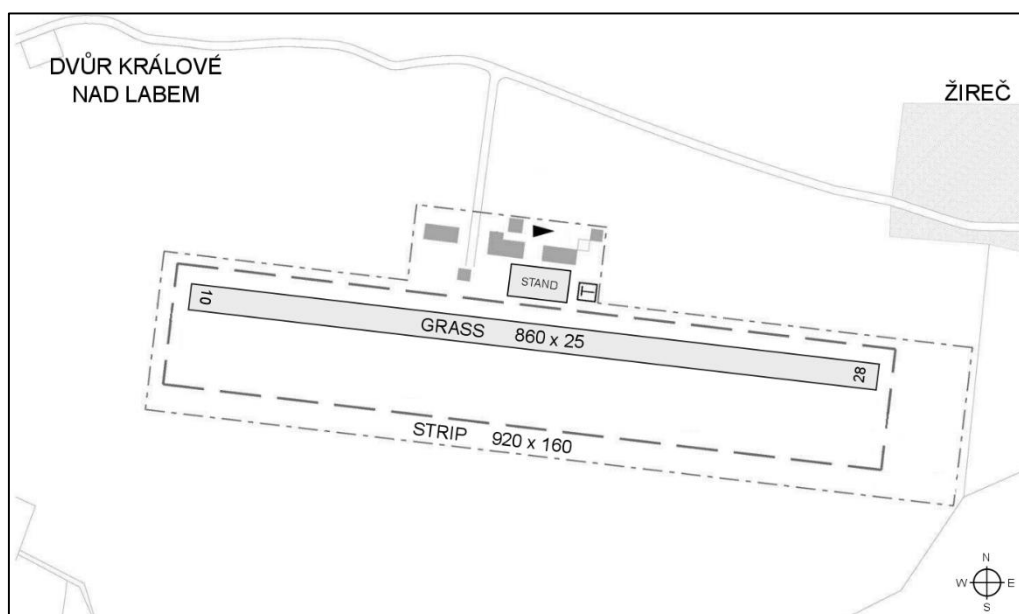 DVŮR KRÁLOVÉ
NAD LABEM
ŽIREČ
STAND
T
10
GRASS 860 x 25
28
STRIP 920 x 160
N
W E
S